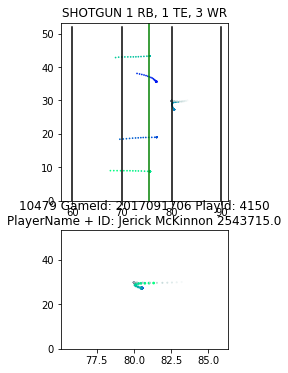 SHOTGUN 1 RB, 1 TE, 3 WR
50
40
30
20
10
0
60 70 80 90
10479 GameId: 2017091706 PlayId: 4150
PlayerName + ID: Jerick McKinnon 2543715.0
40
20
0
77.5 80.0 82.5 85.0